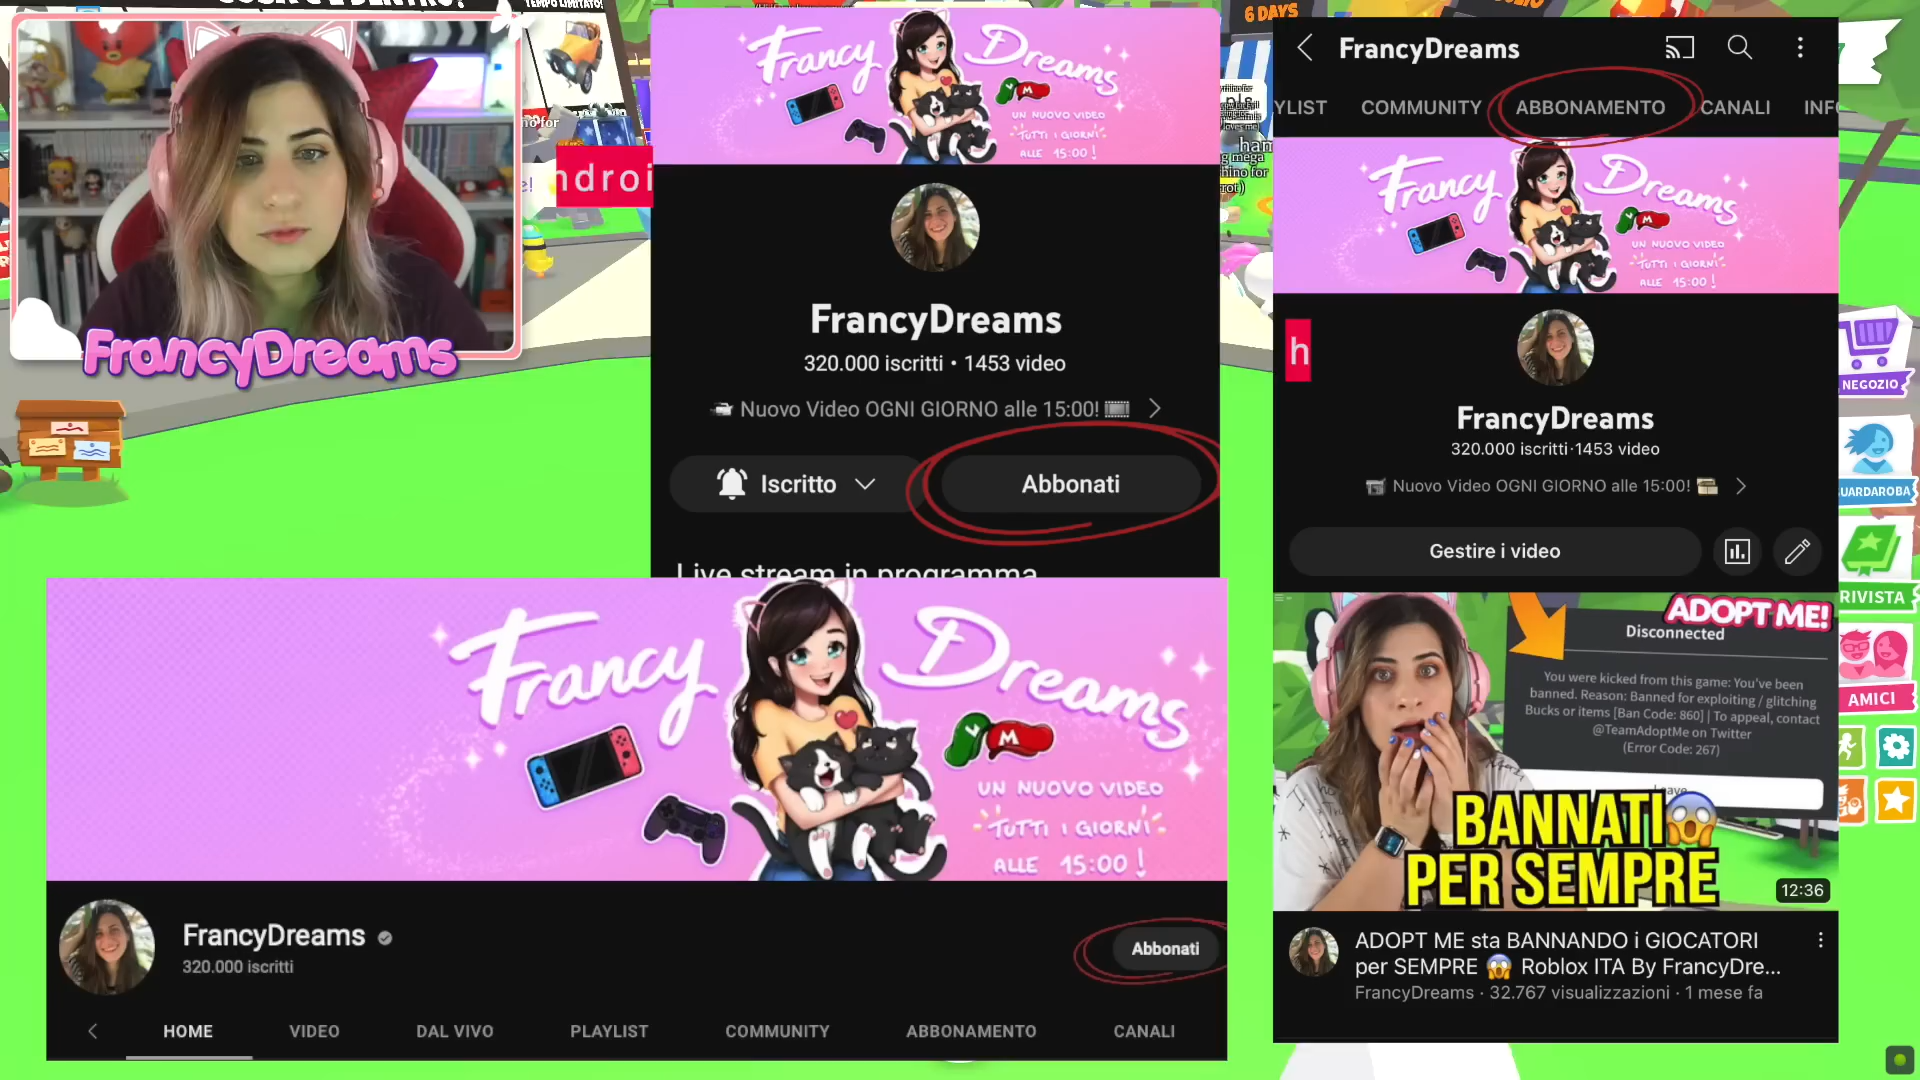 TEMPO LIMITATO!
6 DAYS
FrancyDreams
ndroi
Francy Dreams
UN NUOVO VIDEO
TUTTI I GIORNI
ALLE 15:00!
FrancyDreams
320.000 iscritti • 1453 video
Nuovo Video OGNI GIORNO alle 15:00!
Iscritto
Abbonati
Live stream in programma
Francy Dreams
UN NUOVO VIDEO
TUTTI I GIORNI
ALLE 15:00!
FrancyDreams
320.000 iscritti
Abbonati
HOME VIDEO DAL VIVO PLAYLIST COMMUNITY ABBONAMENTO CANALI
FrancyDreams
YLIST COMMUNITY ABBONAMENTO CANALI INFO
Francy Dreams
UN NUOVO VIDEO
TUTTI I GIORNI
ALLE 15:00!
h
FrancyDreams
320.000 iscritti·1453 video
Nuovo Video OGNI GIORNO alle 15:00!
Gestire i video
ADOPT ME!
Disconnected
You were kicked from this game: You've been
banned. Reason: Banned for exploiting / glitching
Bucks or items [Ban Code: 860] | To appeal, contact
@TeamAdoptMe on Twitter
(Error Code: 267)
Leave
BANNATI
PER SEMPRE
12:36
ADOPT ME sta BANNANDO i GIOCATORI
per SEMPRE 😱 Roblox ITA By FrancyDre...
FrancyDreams · 32.767 visualizzazioni · 1 mese fa
NEGOZIO
UARDAROBA
RIVISTA
AMICI